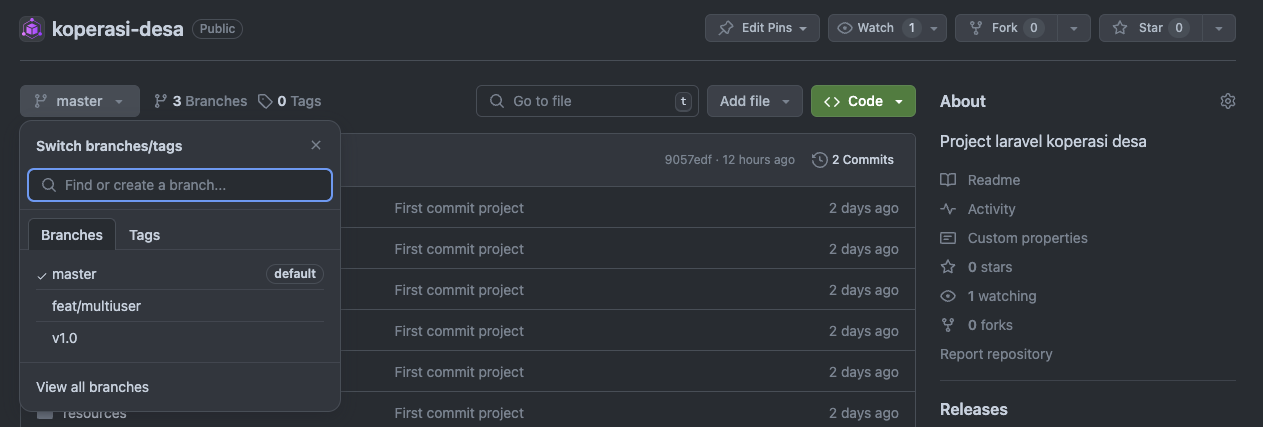 koperasi-desa Public Edit Pins Watch 1 Fork 0 Star 0
master 3 Branches 0 Tags Go to file t Add file Code
Switch branches/tags
Find or create a branch...
Branches Tags
master default
feat/multiuser
v1.0
View all branches
9057edf · 12 hours ago 2 Commits
First commit project 2 days ago
First commit project 2 days ago
First commit project 2 days ago
First commit project 2 days ago
First commit project 2 days ago
resources First commit project 2 days ago
About
Project laravel koperasi desa
Readme
Activity
Custom properties
0 stars
1 watching
0 forks
Report repository
Releases